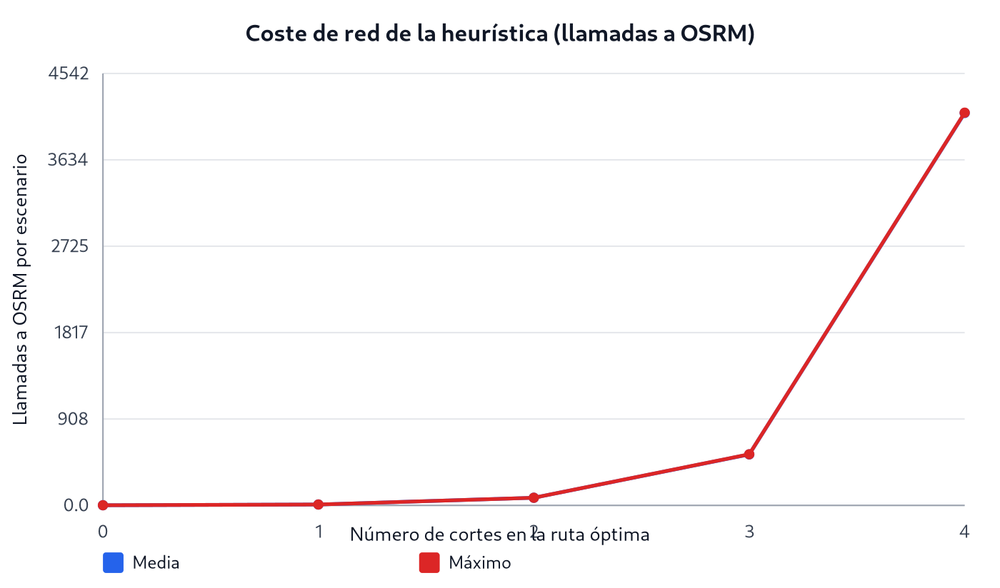 Coste de red de la heurística (llamadas a OSRM)
Llamadas a OSRM por escenario
4542
3634
2725
1817
908
0.0
0 1 2 3 4
Número de cortes en la ruta óptima
Media Máximo